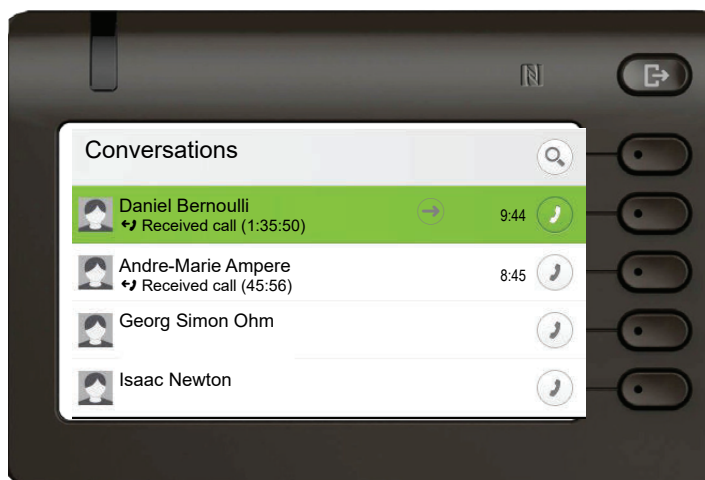 Conversations
Daniel Bernoulli
Received call (1:35:50)
9:44
Andre-Marie Ampere
Received call (45:56)
8:45
Georg Simon Ohm
Isaac Newton